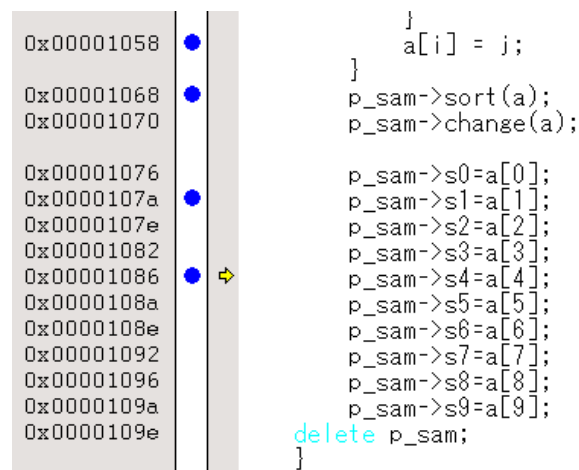 }
0x00001058 a[i] = j;
}
0x00001068 p_sam->sort(a);
0x00001070 p_sam->change(a);
0x00001076 p_sam->s0=a[0];
0x0000107a p_sam->s1=a[1];
0x0000107e p_sam->s2=a[2];
0x00001082 p_sam->s3=a[3];
0x00001086 p_sam->s4=a[4];
0x0000108a p_sam->s5=a[5];
0x0000108e p_sam->s6=a[6];
0x00001092 p_sam->s7=a[7];
0x00001096 p_sam->s8=a[8];
0x0000109a p_sam->s9=a[9];
0x0000109e delete p_sam;
}